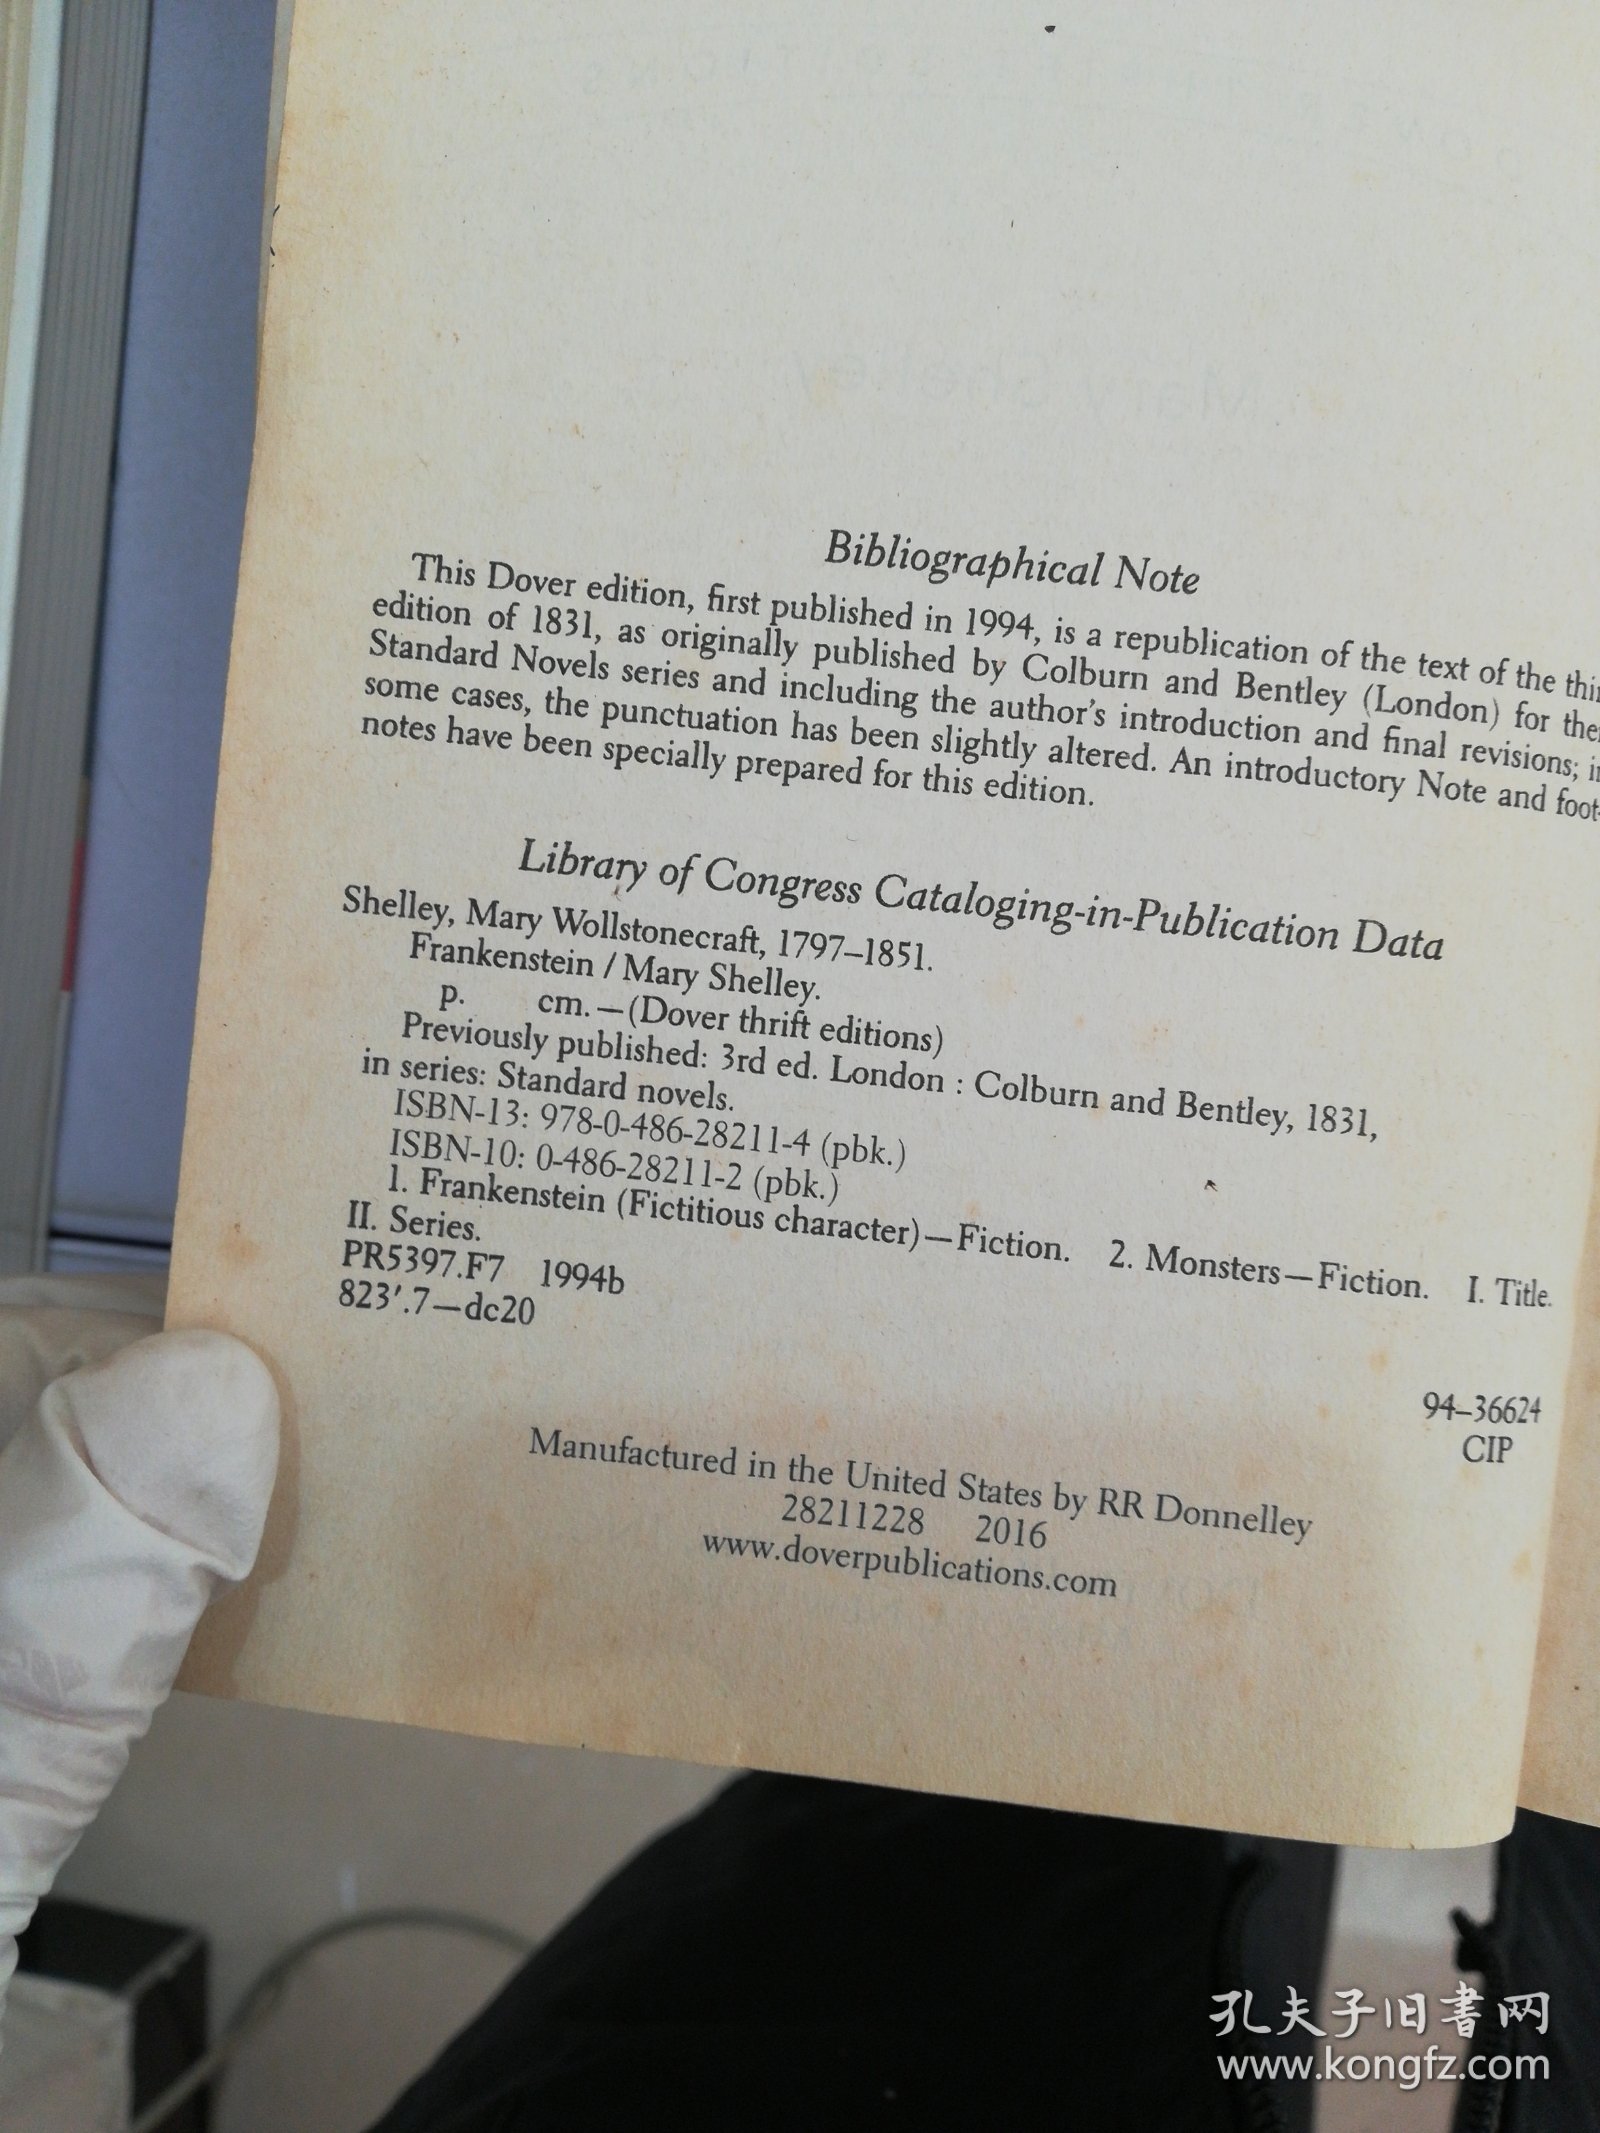 Bibliographical Note
This Dover edition, first published in 1994, is a republication of the text of the
edition of 1831, as originally published by Colburn and Bentley (London) for
Standard Novels series and including the author's introduction and final revisions;
some cases, the punctuation has been slightly altered. An introductory Note and foot-
notes have been specially prepared for this edition.
Library of Congress Cataloging-in-Publication Data
Shelley, Mary Wollstonecraft, 1797–1851.
Frankenstein / Mary Shelley.
p. cm.—(Dover thrift editions)
Previously published: 3rd ed. London : Colburn and Bentley, 1831,
in series: Standard novels.
ISBN-13: 978-0-486-28211-4 (pbk.)
ISBN-10: 0-486-28211-2 (pbk.)
1. Frankenstein (Fictitious character)—Fiction. 2. Monsters—Fiction. I. Title.
II. Series.
PR5397.F7 1994b
823′.7—dc20
94–36624
CIP
Manufactured in the United States by RR Donnelley
28211228 2016
www.doverpublications.com
孔夫子旧書网
www.kongfz.com